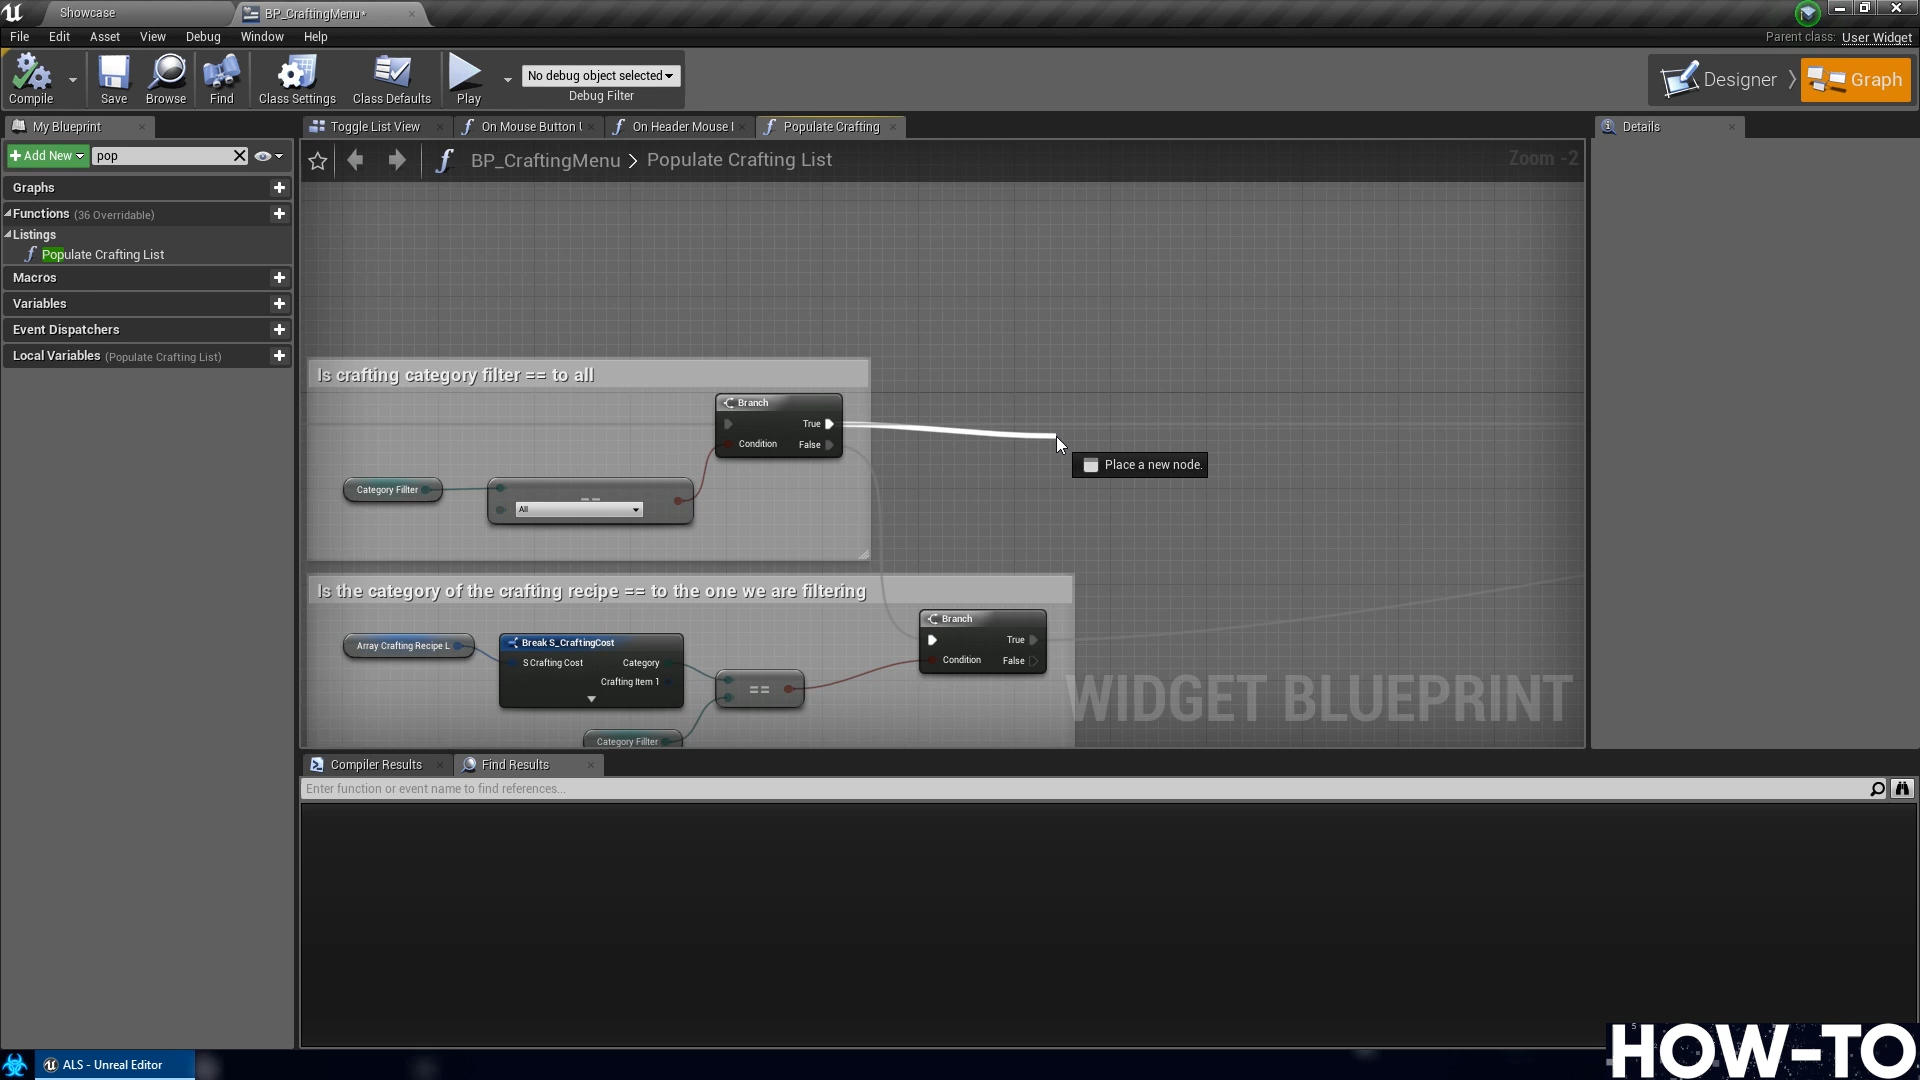 Showcase
BP_CraftingMenu*
File Edit Asset View Debug Window Help
Parent class: User Widget
Compile
Save
Browse
Find
Class Settings
Class Defaults
Play
No debug object selected
Debug Filter
Designer
Graph
My Blueprint
Toggle List View
On Mouse Button U
On Header Mouse
Populate Crafting
Details
Add New
pop
BP_CraftingMenu > Populate Crafting List
Zoom -2
Graphs
Functions (36 Overridable)
Listings
Populate Crafting List
Macros
Variables
Event Dispatchers
Local Variables (Populate Crafting List)
Is crafting category filter == to all
Branch
True
Condition
False
Place a new node.
Category Fillter
==
All
Is the category of the crafting recipe == to the one we are filtering
Branch
True
Condition
False
Array Crafting Recipe L
Break S_CraftingCost
S Crafting Cost
Category
Crafting Item 1
==
Category Fillter
WIDGET BLUEPRINT
Compiler Results
Find Results
Enter function or event name to find references...
ALS - Unreal Editor
HOW-TO